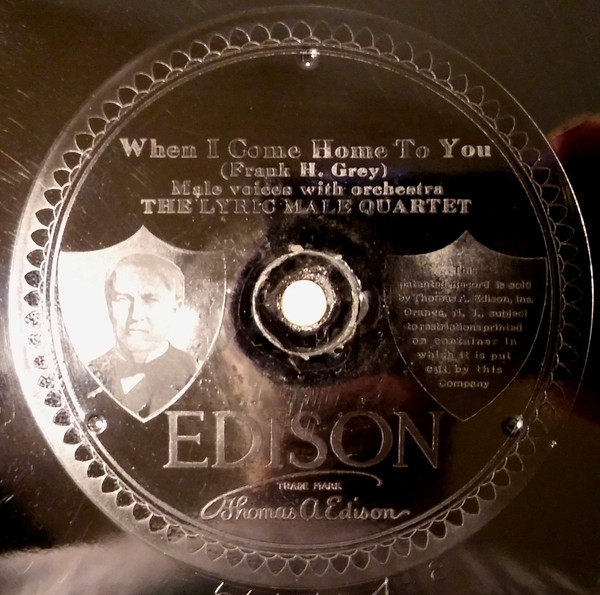 When I Come Home To You
(Frank H. Grey)
Male voices with orchestra
THE LYRIC MALE QUARTET
This
patented Record is sold
by Thomas A. Edison, Inc.
Orange, N. J., subject
to restrictions printed
on container in
which it is put
out by this
Company
EDISON
TRADE MARK
Thomas A Edison